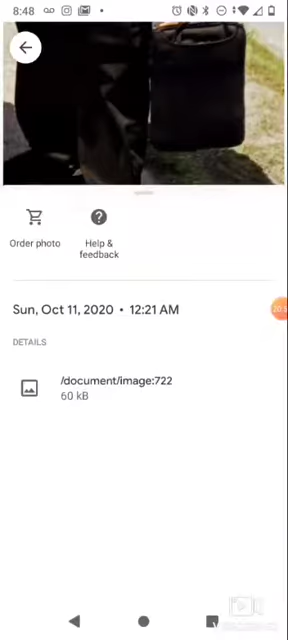 8:48
Order photo
Help &
feedback
Sun, Oct 11, 2020 • 12:21 AM
DETAILS
/document/image:722
60 kB